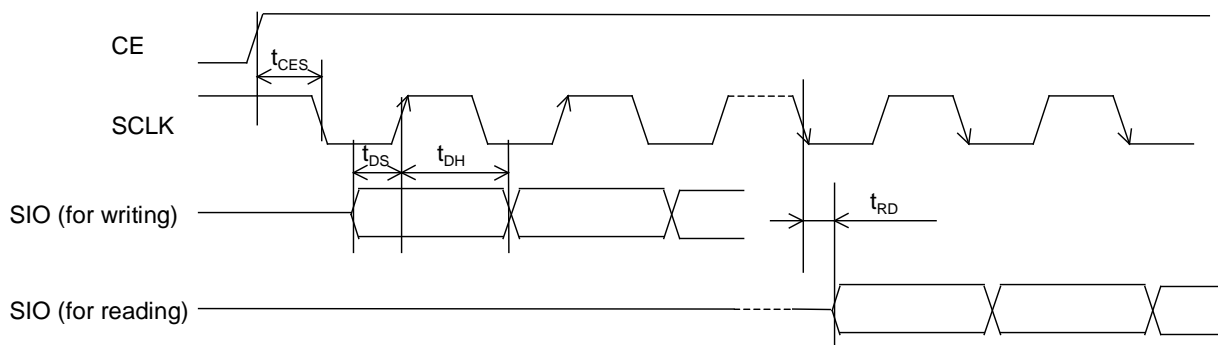 CE
tCES
SCLK
tDS
tDH
SIO (for writing)
tRD
SIO (for reading)